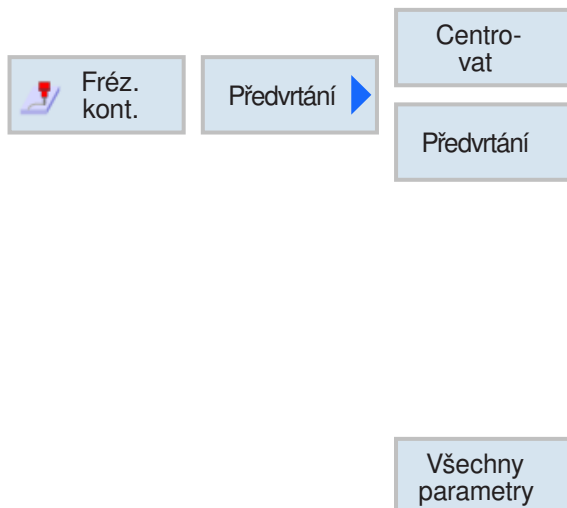 Fréz.
kont.
Předvrtání
Centro-
vat
Předvrtání
Všechny
parametry